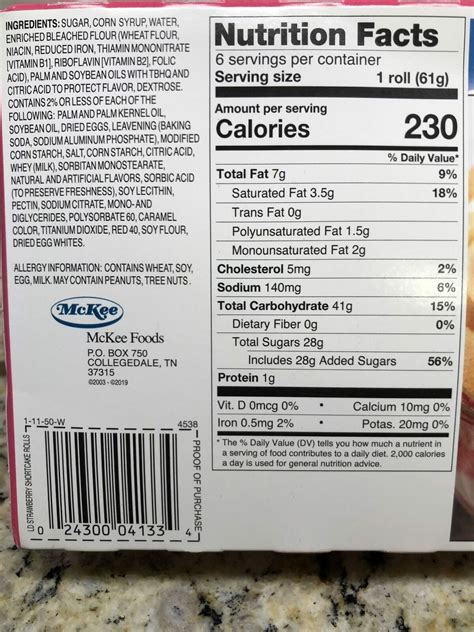 INGREDIENTS: SUGAR, CORN SYRUP, WATER,
ENRICHED BLEACHED FLOUR (WHEAT FLOUR,
NIACIN, REDUCED IRON, THIAMIN MONONITRATE
[VITAMIN B1], RIBOFLAVIN [VITAMIN B2], FOLIC
ACID), PALM AND SOYBEAN OILS WITH TBHQ AND
CITRIC ACID TO PROTECT FLAVOR, DEXTROSE.
CONTAINS 2% OR LESS OF EACH OF THE
FOLLOWING: PALM AND PALM KERNEL OIL,
SOYBEAN OIL, DRIED EGGS, LEAVENING (BAKING
SODA, SODIUM ALUMINUM PHOSPHATE), MODIFIED
CORN STARCH, SALT, CORN STARCH, CITRIC ACID,
WHEY (MILK), SORBITAN MONOSTEARATE,
NATURAL AND ARTIFICIAL FLAVORS, SORBIC ACID
(TO PRESERVE FRESHNESS), SOY LECITHIN,
PECTIN, SODIUM CITRATE, MONO- AND
DIGLYCERIDES, POLYSORBATE 60, CARAMEL
COLOR, TITANIUM DIOXIDE, RED 40, SOY FLOUR,
DRIED EGG WHITES.
ALLERGY INFORMATION: CONTAINS WHEAT, SOY,
EGG, MILK. MAY CONTAIN PEANUTS, TREE NUTS.
McKee
McKee Foods
P.O. BOX 750
COLLEGEDALE, TN
37315
©2003 - ©2019
1-11-50-W
4538
LD STRAWBERRY SHORTCAKE ROLLS
PROOF OF PURCHASE
0 24300 04133 4
Nutrition Facts
6 servings per container
Serving size 1 roll (61g)
Amount per serving
Calories 230
% Daily Value*
Total Fat 7g 9%
Saturated Fat 3.5g 18%
Trans Fat 0g
Polyunsaturated Fat 1.5g
Monounsaturated Fat 2g
Cholesterol 5mg 2%
Sodium 140mg 6%
Total Carbohydrate 41g 15%
Dietary Fiber 0g 0%
Total Sugars 28g
Includes 28g Added Sugars 56%
Protein 1g
Vit. D 0mcg 0% • Calcium 10mg 0%
Iron 0.5mg 2% • Potas. 20mg 0%
* The % Daily Value (DV) tells you how much a nutrient in
a serving of food contributes to a daily diet. 2,000 calories
a day is used for general nutrition advice.